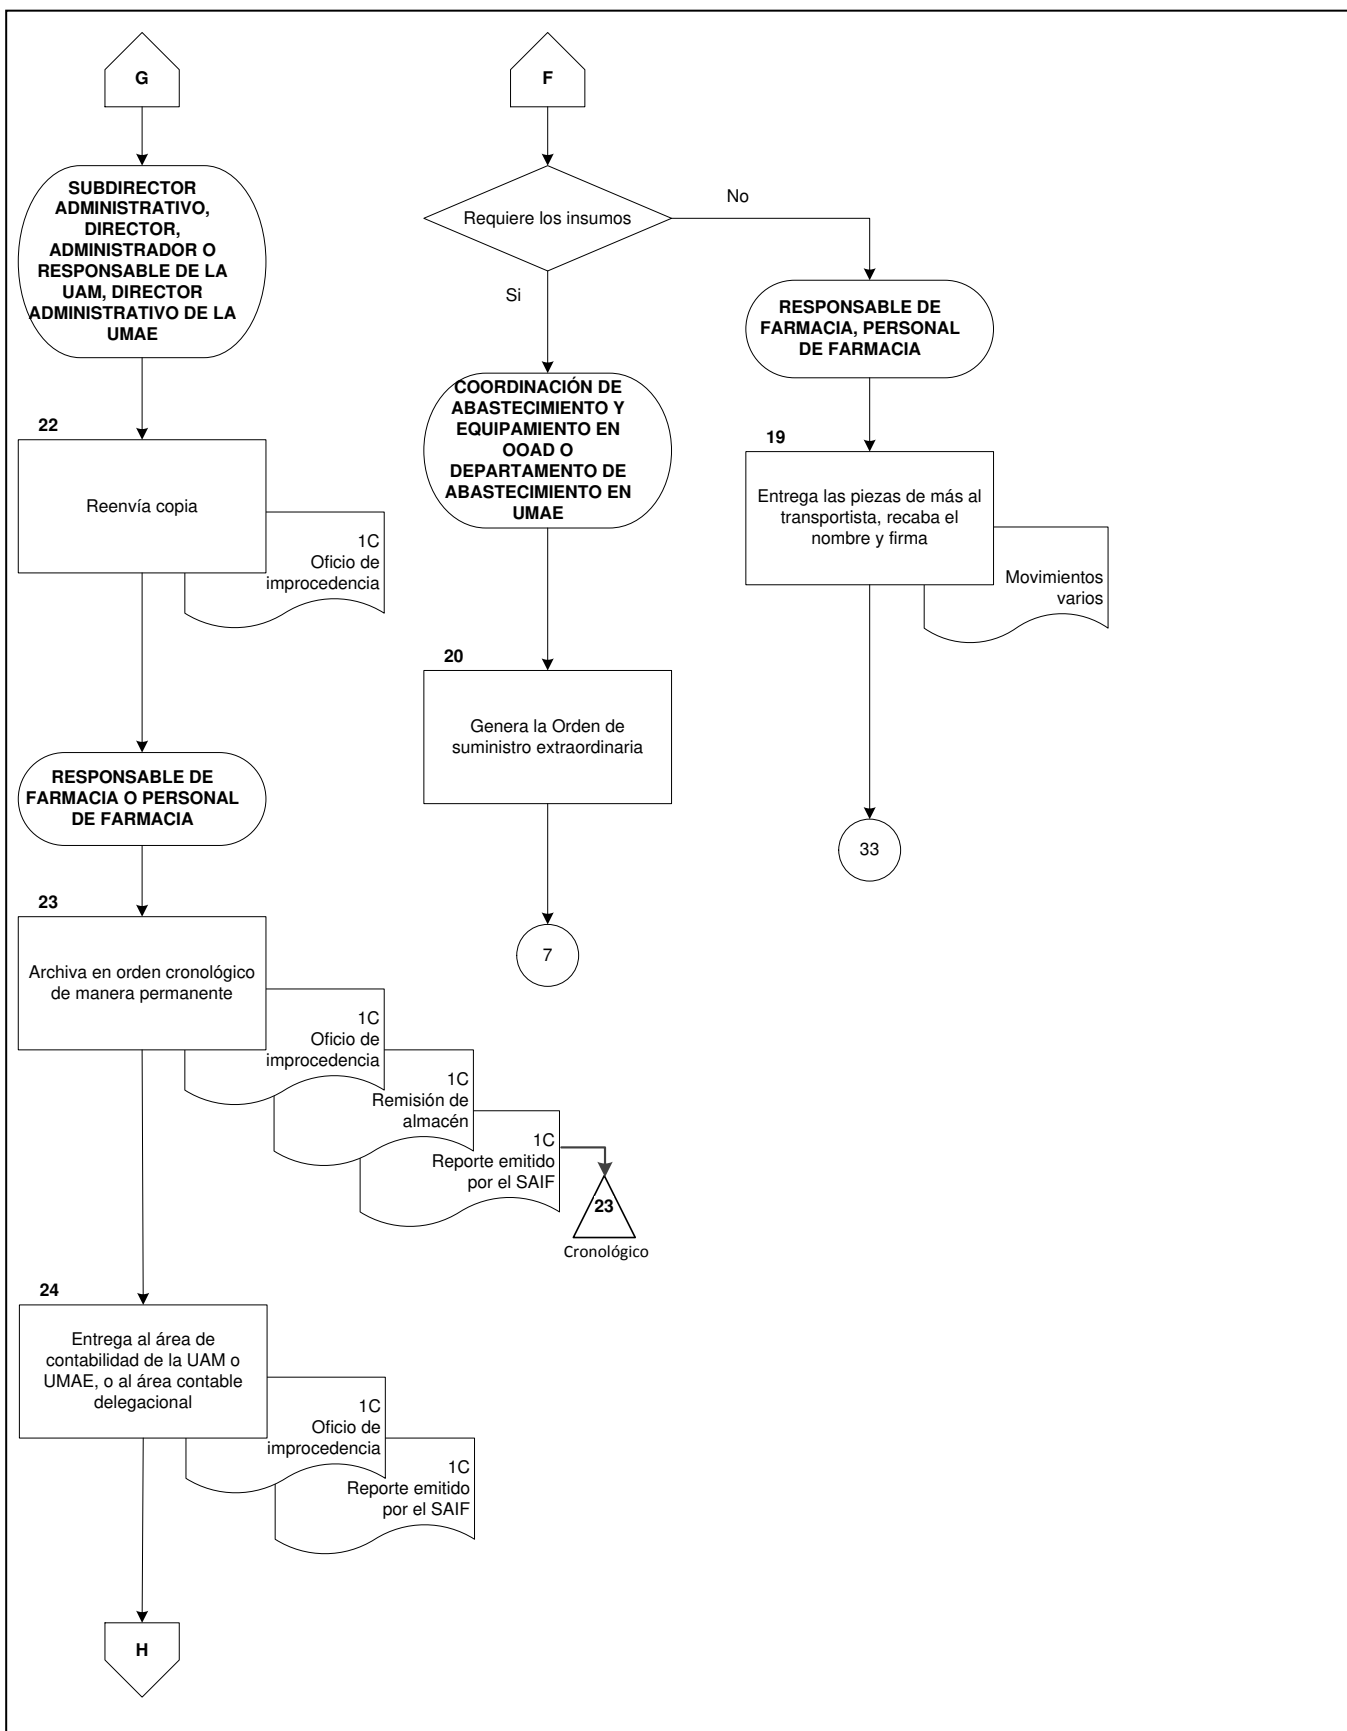 G
SUBDIRECTOR
ADMINISTRATIVO,
DIRECTOR,
ADMINISTRADOR O
RESPONSABLE DE LA
UAM, DIRECTOR
ADMINISTRATIVO DE LA
UMAE
22
Reenvía copia
1C
Oficio de
improcedencia
RESPONSABLE DE
FARMACIA O PERSONAL
DE FARMACIA
23
Archiva en orden cronológico
de manera permanente
1C
Oficio de
improcedencia
1C
Remisión de
almacén
1C
Reporte emitido
por el SAIF
23
Cronológico
24
Entrega al área de
contabilidad de la UAM o
UMAE, o al área contable
delegacional
1C
Oficio de
improcedencia
1C
Reporte emitido
por el SAIF
H
F
Requiere los insumos
No
Si
COORDINACIÓN DE
ABASTECIMIENTO Y
EQUIPAMIENTO EN
OOAD O
DEPARTAMENTO DE
ABASTECIMIENTO EN
UMAE
20
Genera la Orden de
suministro extraordinaria
7
RESPONSABLE DE
FARMACIA, PERSONAL
DE FARMACIA
19
Entrega las piezas de más al
transportista, recaba el
nombre y firma
Movimientos
varios
33